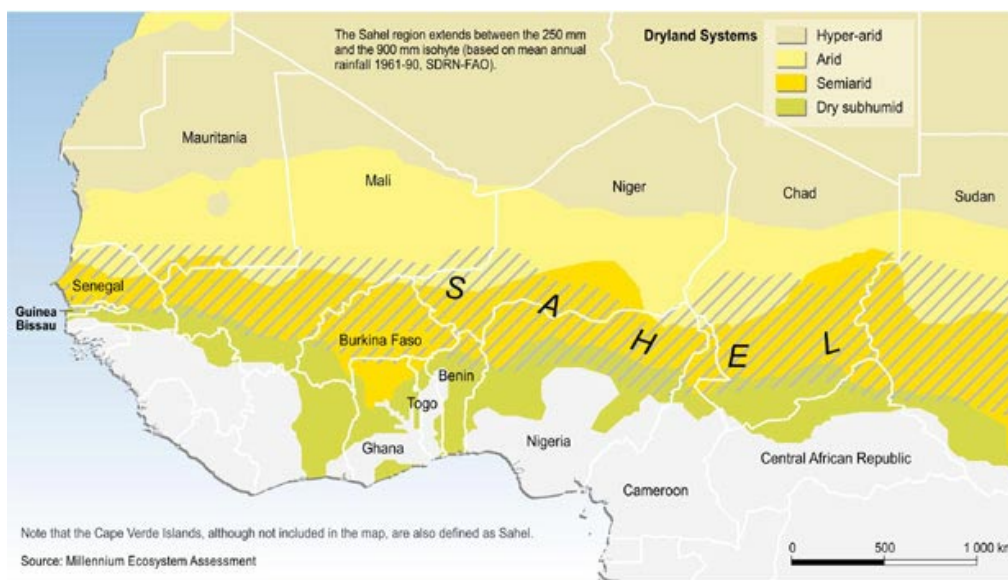 The Sahel region extends between the 250 mm
and the 900 mm isohyte (based on mean annual
rainfall 1961-90, SDRN-FAO).
Dryland Systems
Hyper-arid
Arid
Semiarid
Dry subhumid
Mauritania
Mali
Niger
Chad
Sudan
Senegal
Guinea
Bissau
Burkina Faso
Benin
Togo
Ghana
Nigeria
Cameroon
Central African Republic
S A H E L
Note that the Cape Verde Islands, although not included in the map, are also defined as Sahel.
Source: Millennium Ecosystem Assessment
0 500 1 000 km